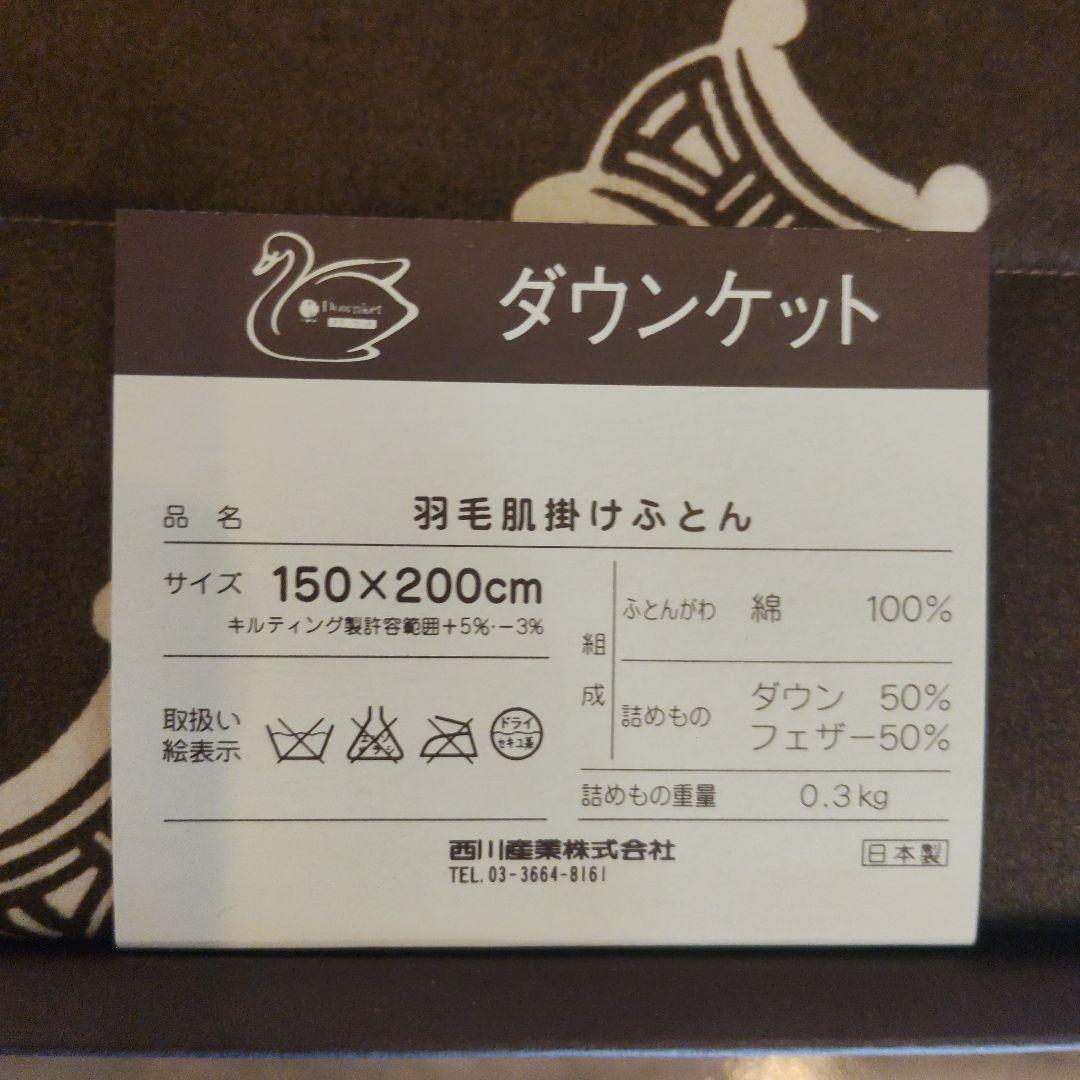 Downket
ダウンケット
品名 羽毛肌掛けふとん
サイズ 150×200cm
キルティング製許容範囲+5%·-3%
組成
ふとんがわ 綿 100%
詰めもの ダウン 50%
フェザー50%
取扱い
絵表示
エンソ
ドライ
セキユ系
詰めもの重量 0.3kg
西川産業株式会社
TEL.03-3664-8161
日本製